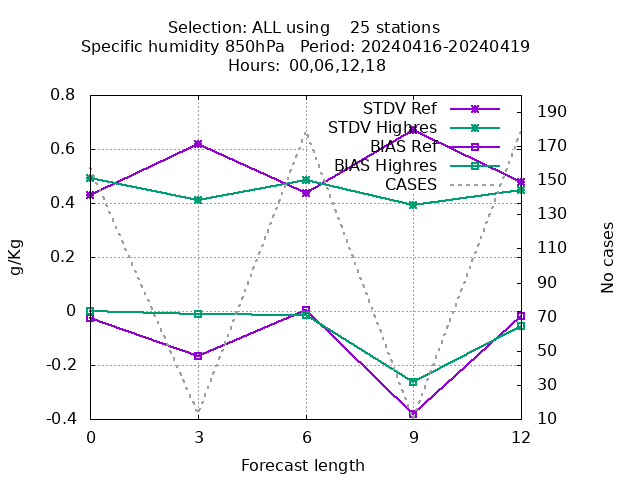 Selection: ALL using    25 stations
Specific humidity 850hPa   Period: 20240416-20240419
Hours: 00,06,12,18
STDV Ref
STDV Highres
BIAS Ref
BIAS Highres
CASES
0.8
0.6
0.4
0.2
0
-0.2
-0.4
g/Kg
190
170
150
130
110
90
70
50
30
10
No cases
0 3 6 9 12
Forecast length